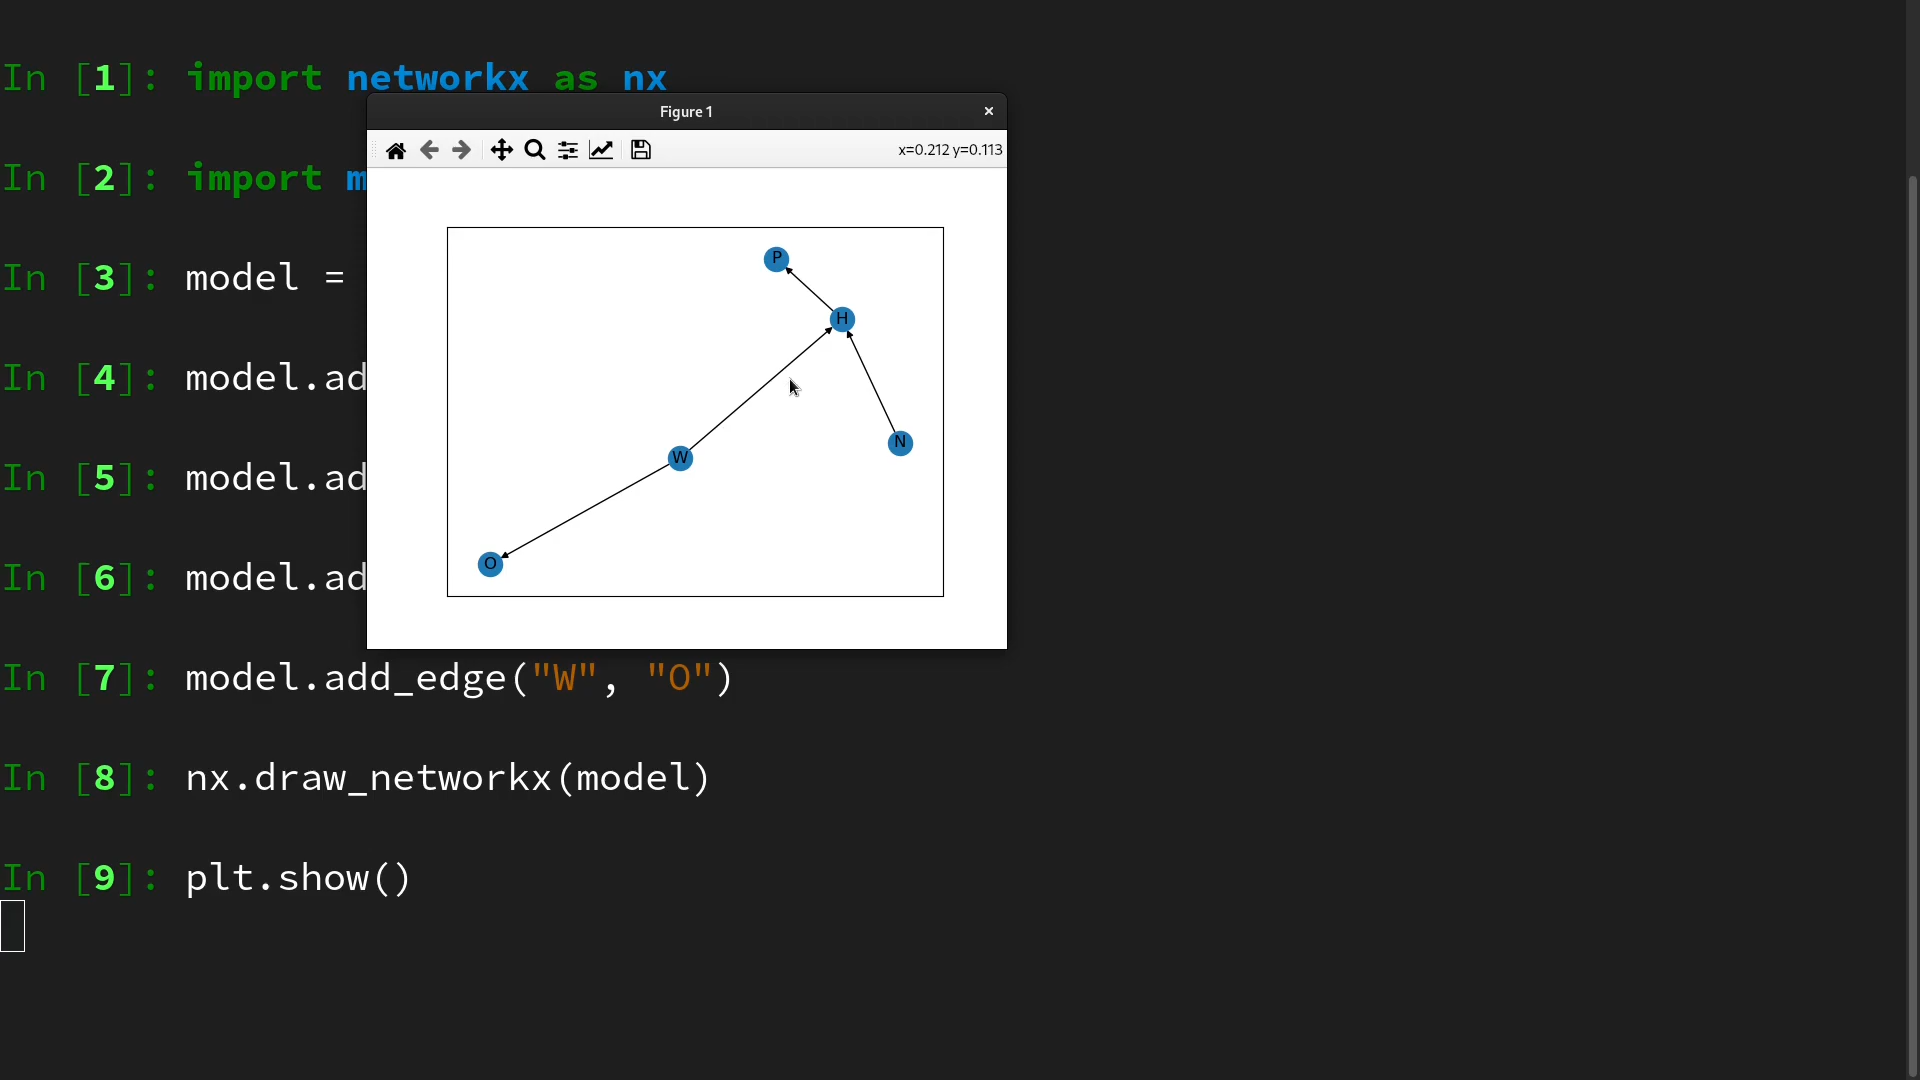 In [1]: import networkx as nx
Figure 1
x=0.212 y=0.113
In [2]: import m
In [3]: model =
In [4]: model.ad
In [5]: model.ad
In [6]: model.ad
P
H
N
W
O
In [7]: model.add_edge("W", "O")
In [8]: nx.draw_networkx(model)
In [9]: plt.show()